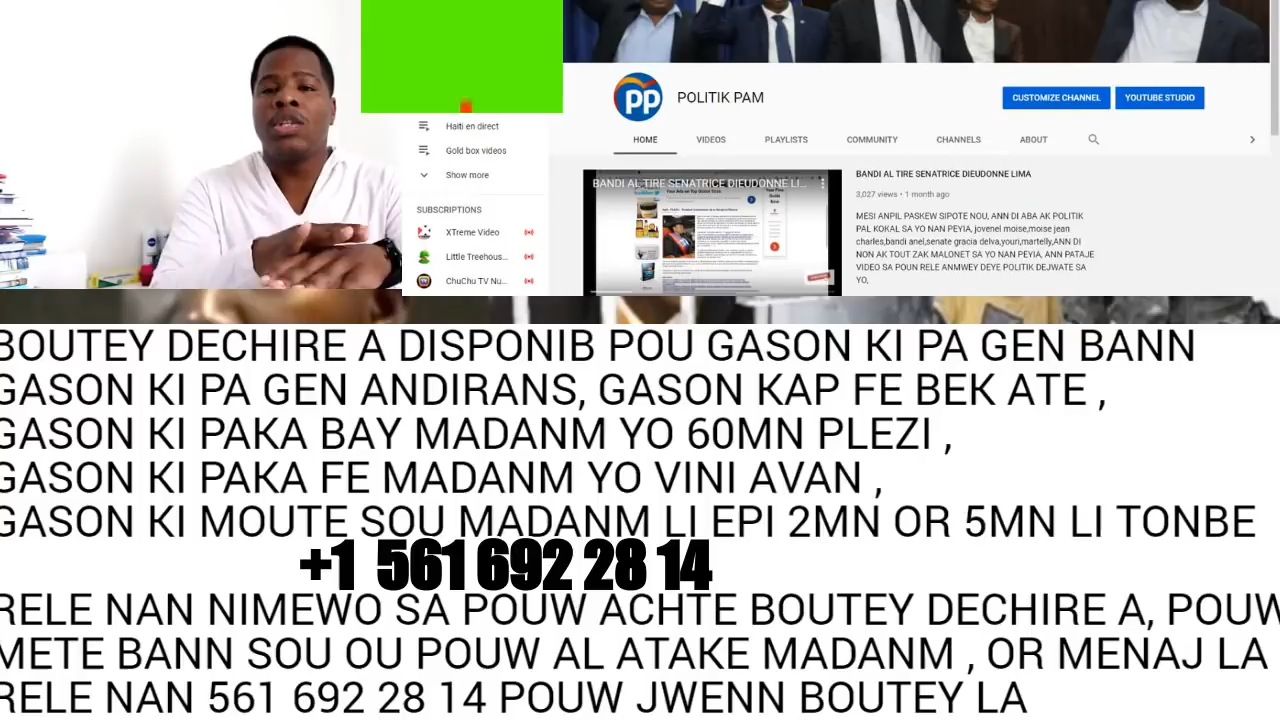 Haiti en direct
Gold box videos
Show more
SUBSCRIPTIONS
XTreme Video
Little Treehous...
ChuChu TV Nu...
pp
POLITIK PAM
CUSTOMIZE CHANNEL
YOUTUBE STUDIO
HOME VIDEOS PLAYLISTS COMMUNITY CHANNELS ABOUT
BANDI AL TIRE SENATRICE DIEUDONNE LI...
BANDI AL TIRE SENATRICE DIEUDONNE LIMA
3,027 views • 1 month ago
MESI ANPIL PASKEW SIPOTE NOU, ANN DI ABA AK POLITIK
PAL KOKAL SA YO NAN PEYIA, jovenel moise,moise jean
charles,bandi anel,senate gracia delva,youri,martelly,ANN DI
NON AK TOUT ZAK MALONET SA YO NAN PEYIA, ANN PATAJE
VIDEO SA POUN RELE ANMWEY DEYE POLITIK DEJWATE SA
YO,
BOUTEY DECHIRE A DISPONIB POU GASON KI PA GEN BANN
GASON KI PA GEN ANDIRANS, GASON KAP FE BEK ATE ,
GASON KI PAKA BAY MADANM YO 60MN PLEZI ,
GASON KI PAKA FE MADANM YO VINI AVAN ,
GASON KI MOUTE SOU MADANM LI EPI 2MN OR 5MN LI TONBE
+1 561 692 28 14
RELE NAN NIMEWO SA POUW ACHTE BOUTEY DECHIRE A, POUW
METE BANN SOU OU POUW AL ATAKE MADANM , OR MENAJ LA
RELE NAN 561 692 28 14 POUW JWENN BOUTEY LA